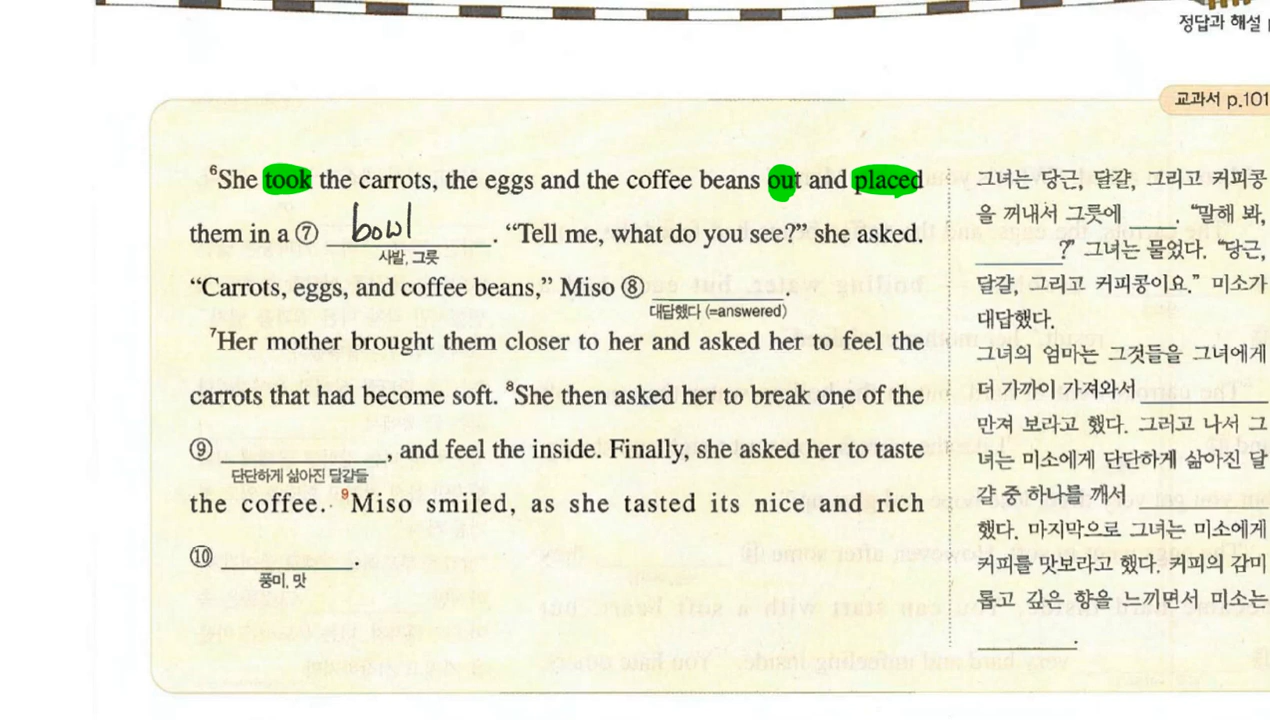 정답과 해설
교과서 p.101
⁶She took the carrots, the eggs and the coffee beans out and placed
them in a ⑦ bowl. “Tell me, what do you see?” she asked.
사발, 그릇
“Carrots, eggs, and coffee beans,” Miso ⑧ ____________.
대답했다 (=answered)
⁷Her mother brought them closer to her and asked her to feel the
carrots that had become soft. ⁸She then asked her to break one of the
⑨ ____________, and feel the inside. Finally, she asked her to taste
단단하게 삶아진 달걀들
the coffee. ⁹Miso smiled, as she tasted its nice and rich
⑩ ____________.
풍미, 맛
그녀는 당근, 달걀, 그리고 커피콩
을 꺼내서 그릇에 ____. “말해 봐,
________?” 그녀는 물었다. “당근,
달걀, 그리고 커피콩이요.” 미소가
대답했다.
그녀의 엄마는 그것들을 그녀에게
더 가까이 가져와서 ____________
만져 보라고 했다. 그러고 나서 그
녀는 미소에게 단단하게 삶아진 달
걀 중 하나를 깨서 ____________
했다. 마지막으로 그녀는 미소에게
커피를 맛보라고 했다. 커피의 감미
롭고 깊은 향을 느끼면서 미소는
____________.